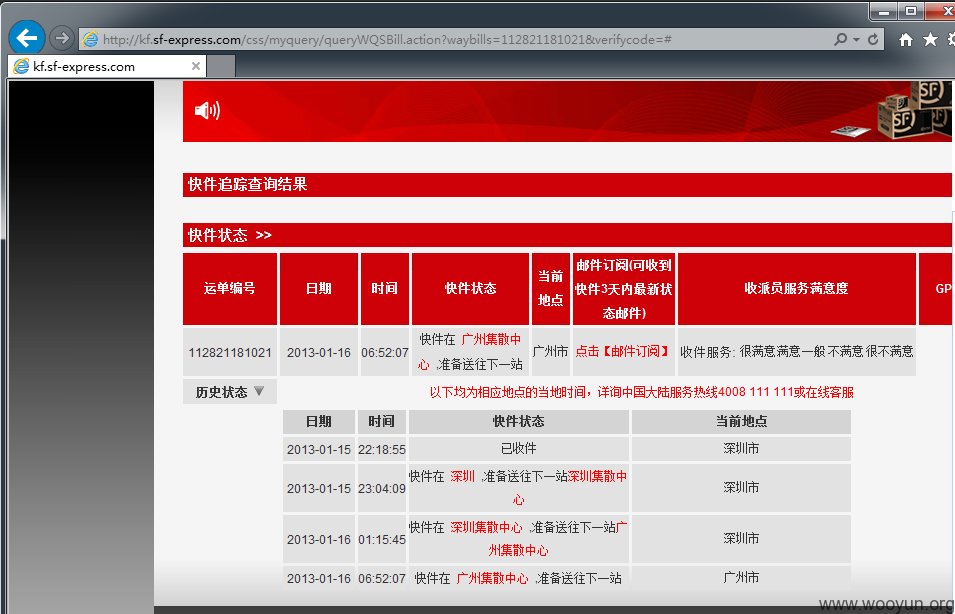 http://kf.sf-express.com/css/myquery/queryWQSBill.action?waybills=112821181021&verifycode=#
kf.sf-express.com
SF
SF
快件追踪查询结果
快件状态 >>
运单编号 日期 时间 快件状态 当前地点 邮件订阅(可收到快件3天内最新状态邮件) 收派员服务满意度 GP
112821181021 2013-01-16 06:52:07 快件在 广州集散中心 ,准备送往下一站 广州市 点击【邮件订阅】 收件服务: 很满意 满意 一般 不满意 很不满意
历史状态 ▼ 以下均为相应地点的当地时间，详询中国大陆服务热线4008 111 111或在线客服
日期 时间 快件状态 当前地点
2013-01-15 22:18:55 已收件 深圳市
2013-01-15 23:04:09 快件在 深圳 ,准备送往下一站深圳集散中心 深圳市
2013-01-16 01:15:45 快件在 深圳集散中心 ,准备送往下一站广州集散中心 深圳市
2013-01-16 06:52:07 快件在 广州集散中心 ,准备送往下一站 广州市
www.wooyun.org